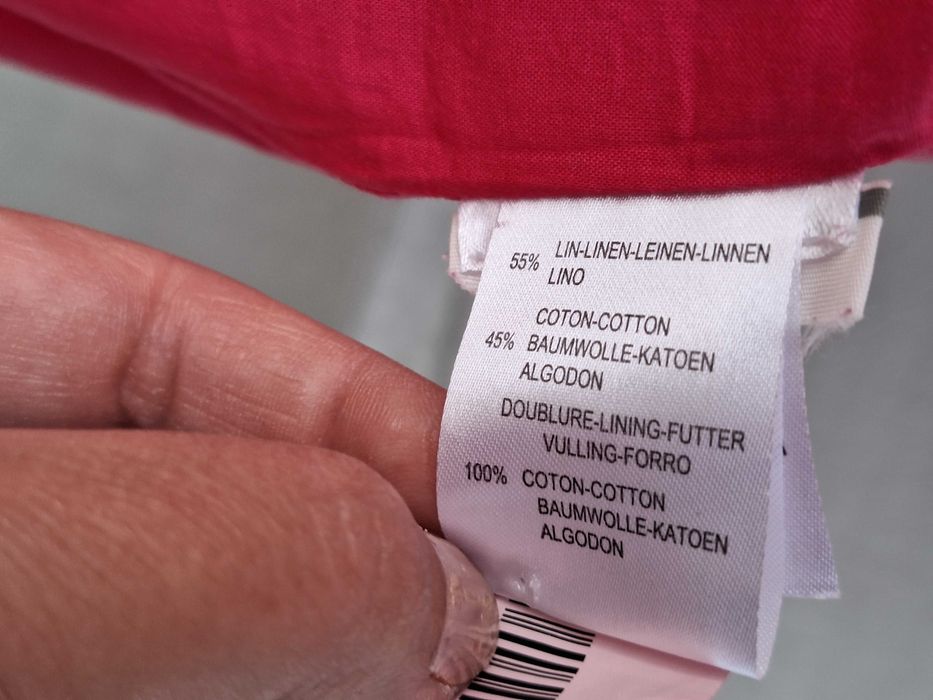 55% LIN-LINEN-LEINEN-LINNEN
LINO
COTON-COTTON
45% BAUMWOLLE-KATOEN
ALGODON
DOUBLURE-LINING-FUTTER
VULLING-FORRO
100% COTON-COTTON
BAUMWOLLE-KATOEN
ALGODON